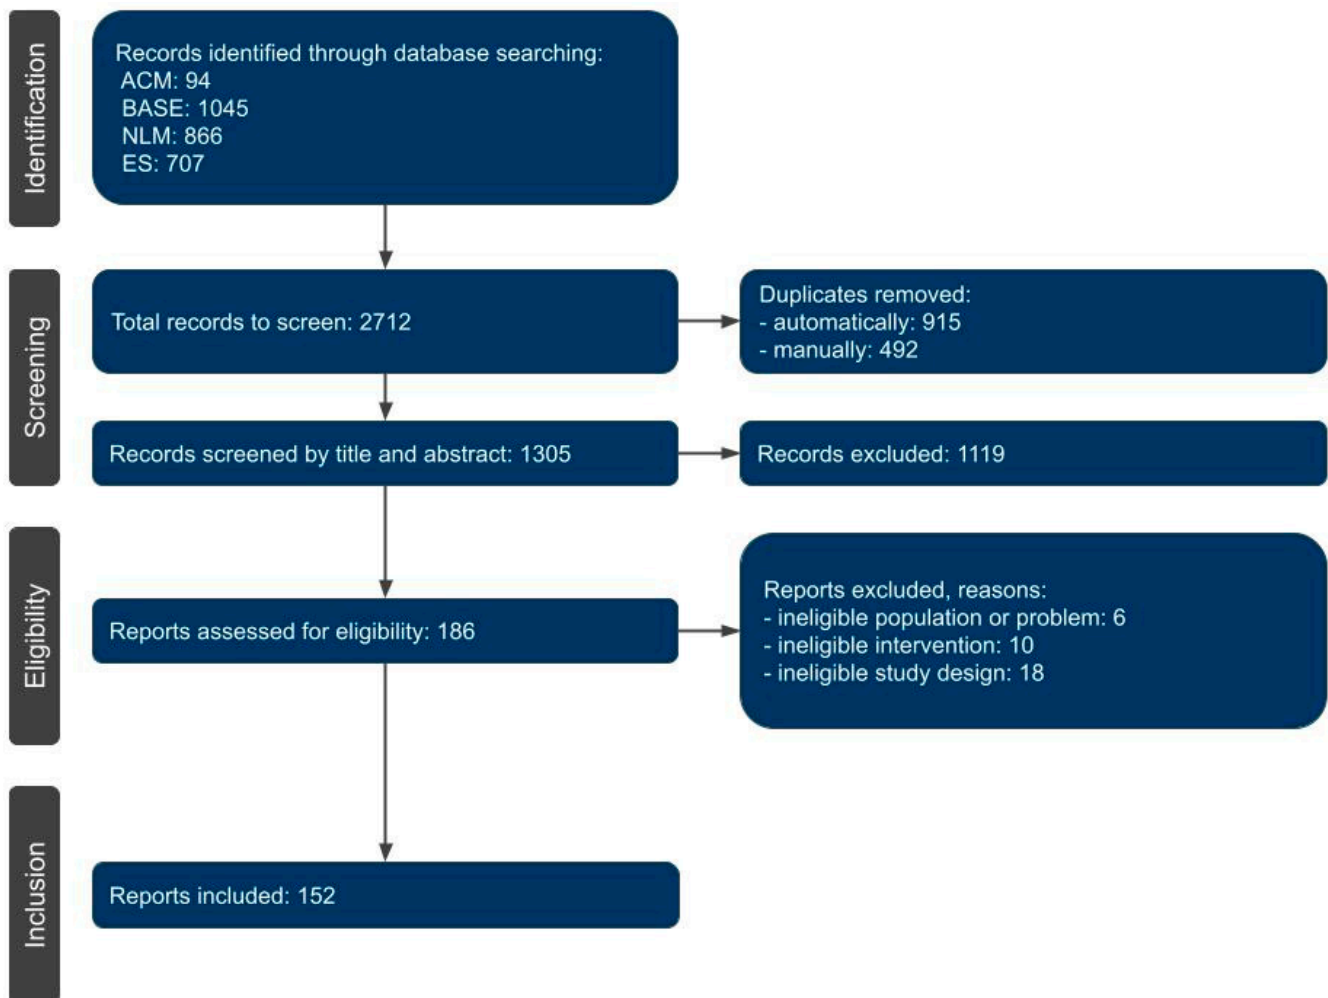 Identification
Records identified through database searching:
ACM: 94
BASE: 1045
NLM: 866
ES: 707
Screening
Total records to screen: 2712
Duplicates removed:
- automatically: 915
- manually: 492
Records screened by title and abstract: 1305
Records excluded: 1119
Eligibility
Reports assessed for eligibility: 186
Reports excluded, reasons:
- ineligible population or problem: 6
- ineligible intervention: 10
- ineligible study design: 18
Inclusion
Reports included: 152